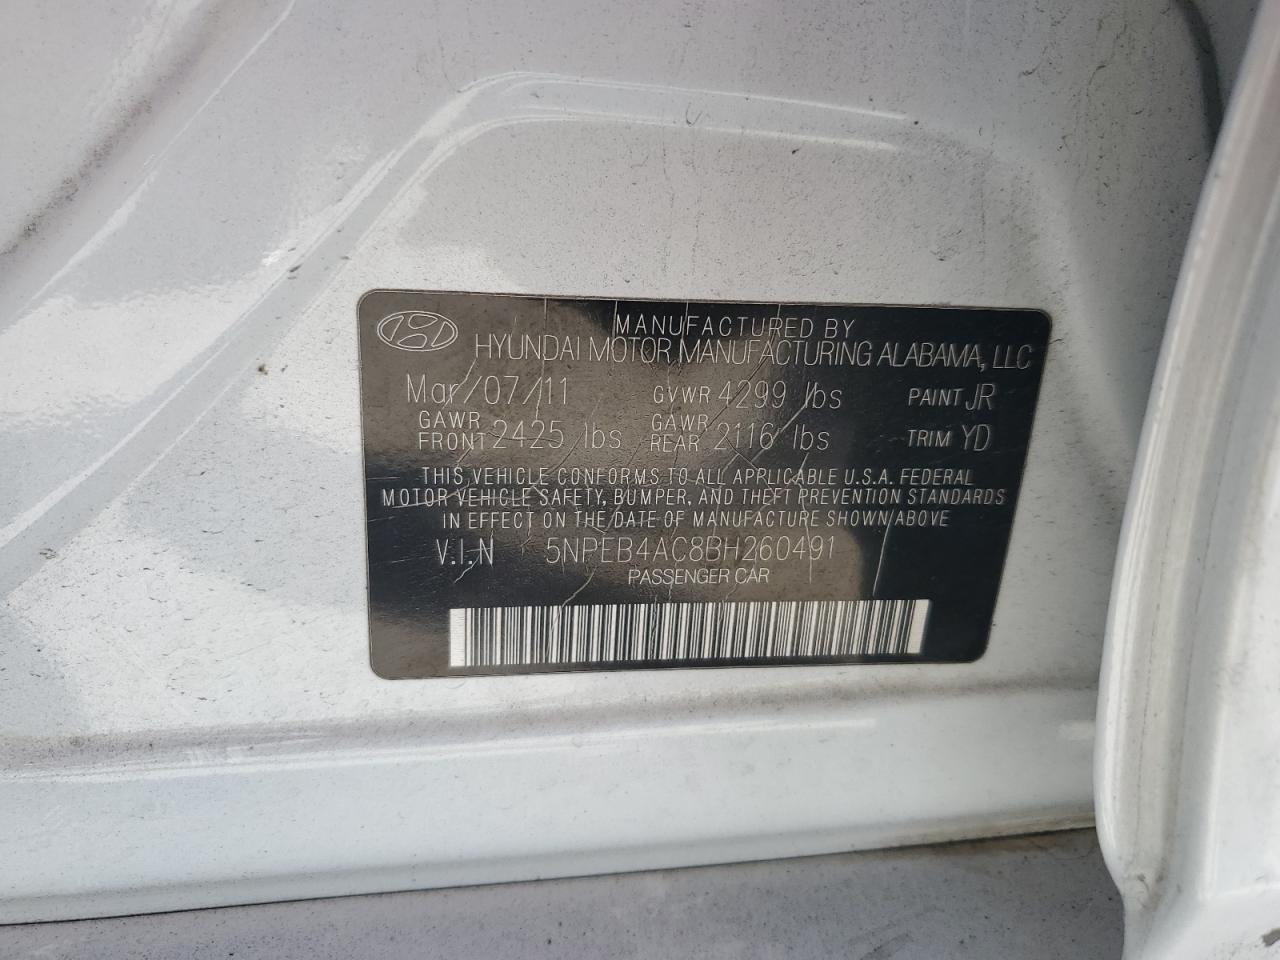 MANUFACTURED BY
HYUNDAI MOTOR MANUFACTURING ALABAMA, LLC
Mar/07/11 GVWR 4299 lbs PAINT JR
GAWR FRONT 2425 lbs GAWR REAR 2116 lbs TRIM YD
THIS VEHICLE CONFORMS TO ALL APPLICABLE U.S.A. FEDERAL
MOTOR VEHICLE SAFETY, BUMPER, AND THEFT PREVENTION STANDARDS
IN EFFECT ON THE DATE OF MANUFACTURE SHOWN ABOVE
V.I.N 5NPEB4AC8BH260491
PASSENGER CAR